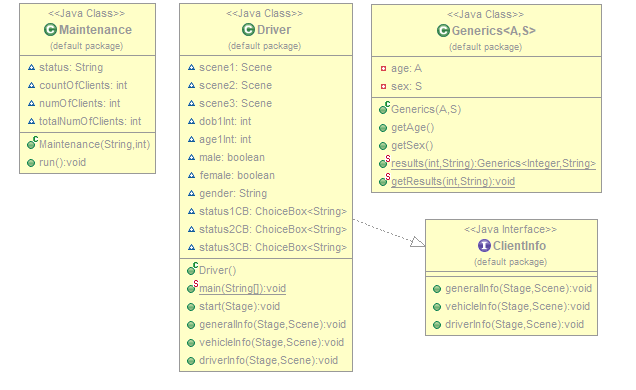 <<Java Class>>
Maintenance
(default package)
status: String
countOfClients: int
numOfClients: int
totalNumOfClients: int
Maintenance(String,int)
run():void
<<Java Class>>
Driver
(default package)
scene1: Scene
scene2: Scene
scene3: Scene
dob1Int: int
age1Int: int
male: boolean
female: boolean
gender: String
status1CB: ChoiceBox<String>
status2CB: ChoiceBox<String>
status3CB: ChoiceBox<String>
Driver()
main(String[]):void
start(Stage):void
generalInfo(Stage,Scene):void
vehicleInfo(Stage,Scene):void
driverInfo(Stage,Scene):void
<<Java Class>>
Generics<A,S>
(default package)
age: A
sex: S
Generics(A,S)
getAge()
getSex()
results(int,String):Generics<Integer,String>
getResults(int,String):void
<<Java Interface>>
ClientInfo
(default package)
generalInfo(Stage,Scene):void
vehicleInfo(Stage,Scene):void
driverInfo(Stage,Scene):void